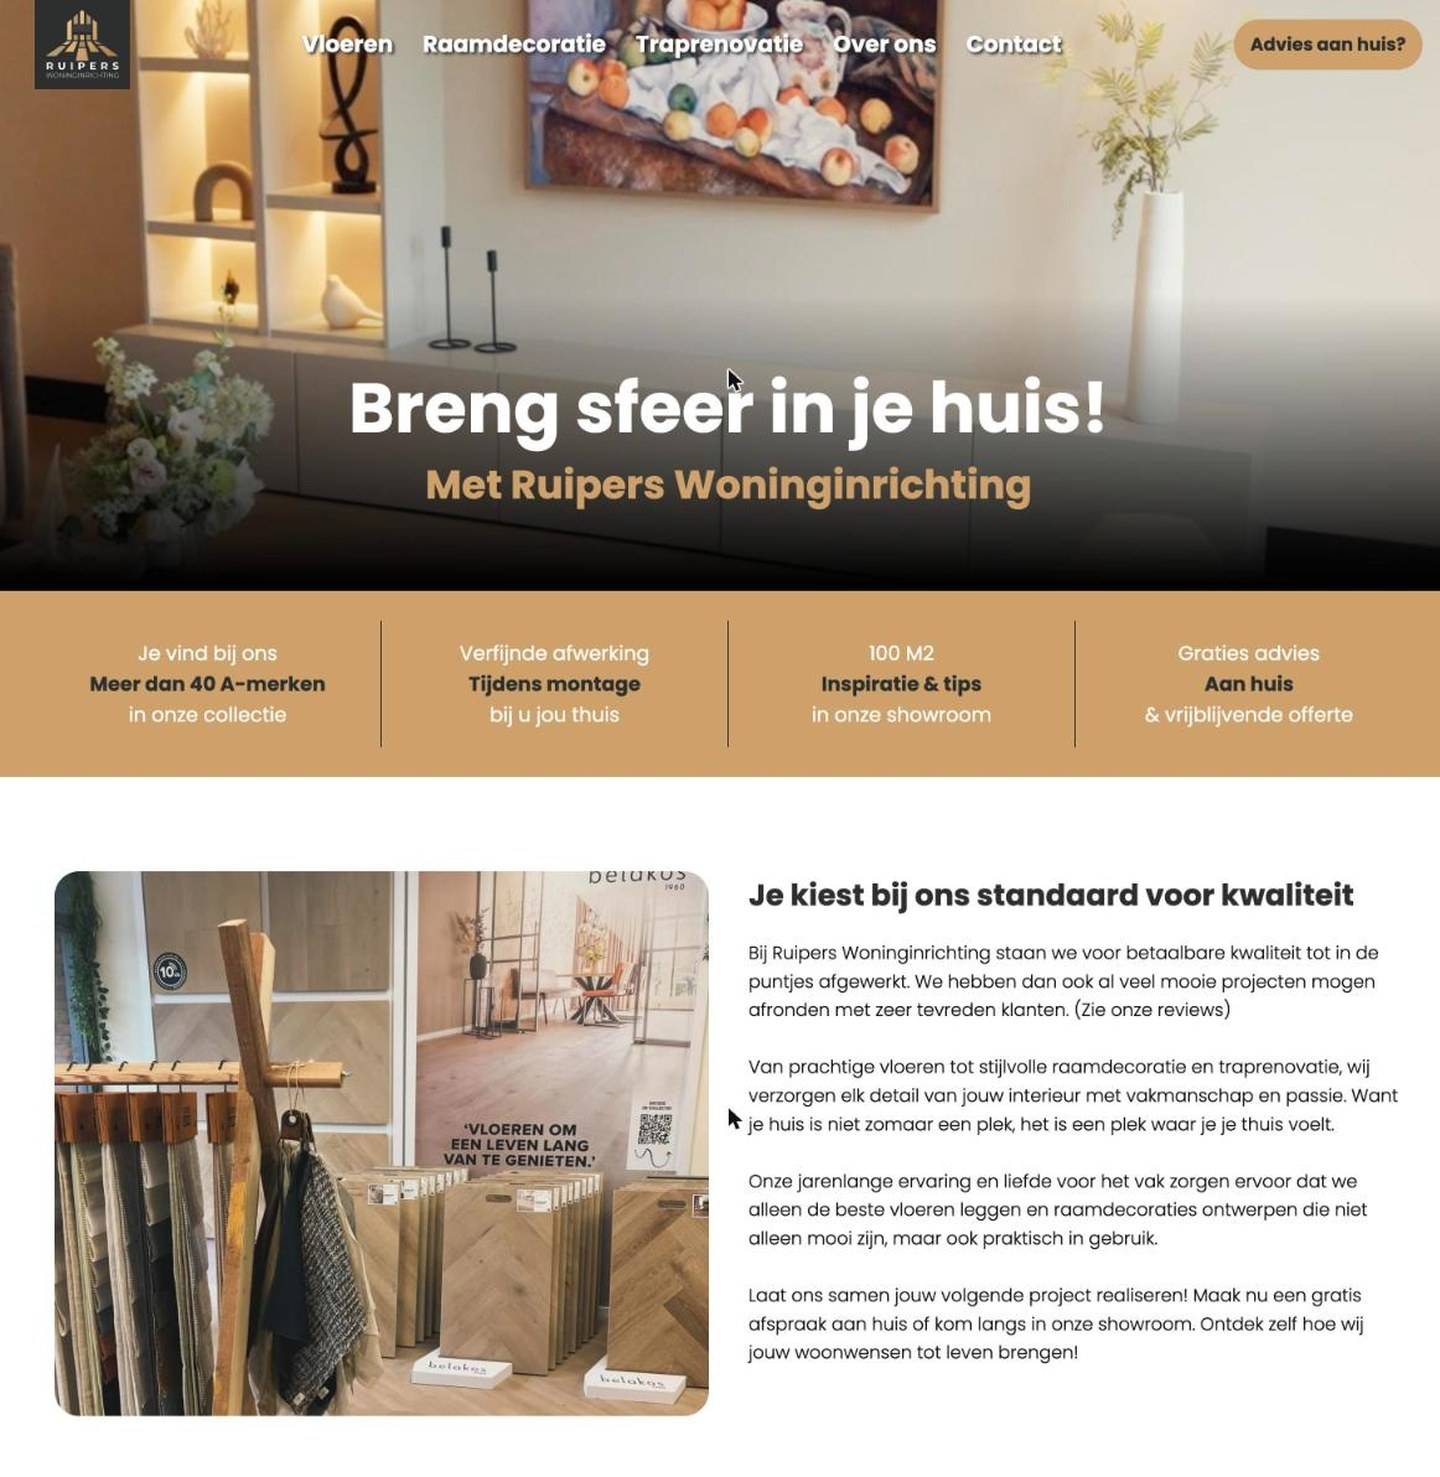 RUIPERS
WONINGINRICHTING
Vloeren Raamdecoratie Traprenovatie Over ons Contact
Advies aan huis?
Breng sfeer in je huis!
Met Ruipers Woninginrichting
Je vind bij ons
Meer dan 40 A-merken
in onze collectie
Verfijnde afwerking
Tijdens montage
bij u jou thuis
100 M2
Inspiratie & tips
in onze showroom
Graties advies
Aan huis
& vrijblijvende offerte
belakos
1960
10
‘VLOEREN OM
EEN LEVEN LANG
VAN TE GENIETEN.’
belakos
belakos
Je kiest bij ons standaard voor kwaliteit
Bij Ruipers Woninginrichting staan we voor betaalbare kwaliteit tot in de
puntjes afgewerkt. We hebben dan ook al veel mooie projecten mogen
afronden met zeer tevreden klanten. (Zie onze reviews)
Van prachtige vloeren tot stijlvolle raamdecoratie en traprenovatie, wij
verzorgen elk detail van jouw interieur met vakmanschap en passie. Want
je huis is niet zomaar een plek, het is een plek waar je je thuis voelt.
Onze jarenlange ervaring en liefde voor het vak zorgen ervoor dat we
alleen de beste vloeren leggen en raamdecoraties ontwerpen die niet
alleen mooi zijn, maar ook praktisch in gebruik.
Laat ons samen jouw volgende project realiseren! Maak nu een gratis
afspraak aan huis of kom langs in onze showroom. Ontdek zelf hoe wij
jouw woonwensen tot leven brengen!